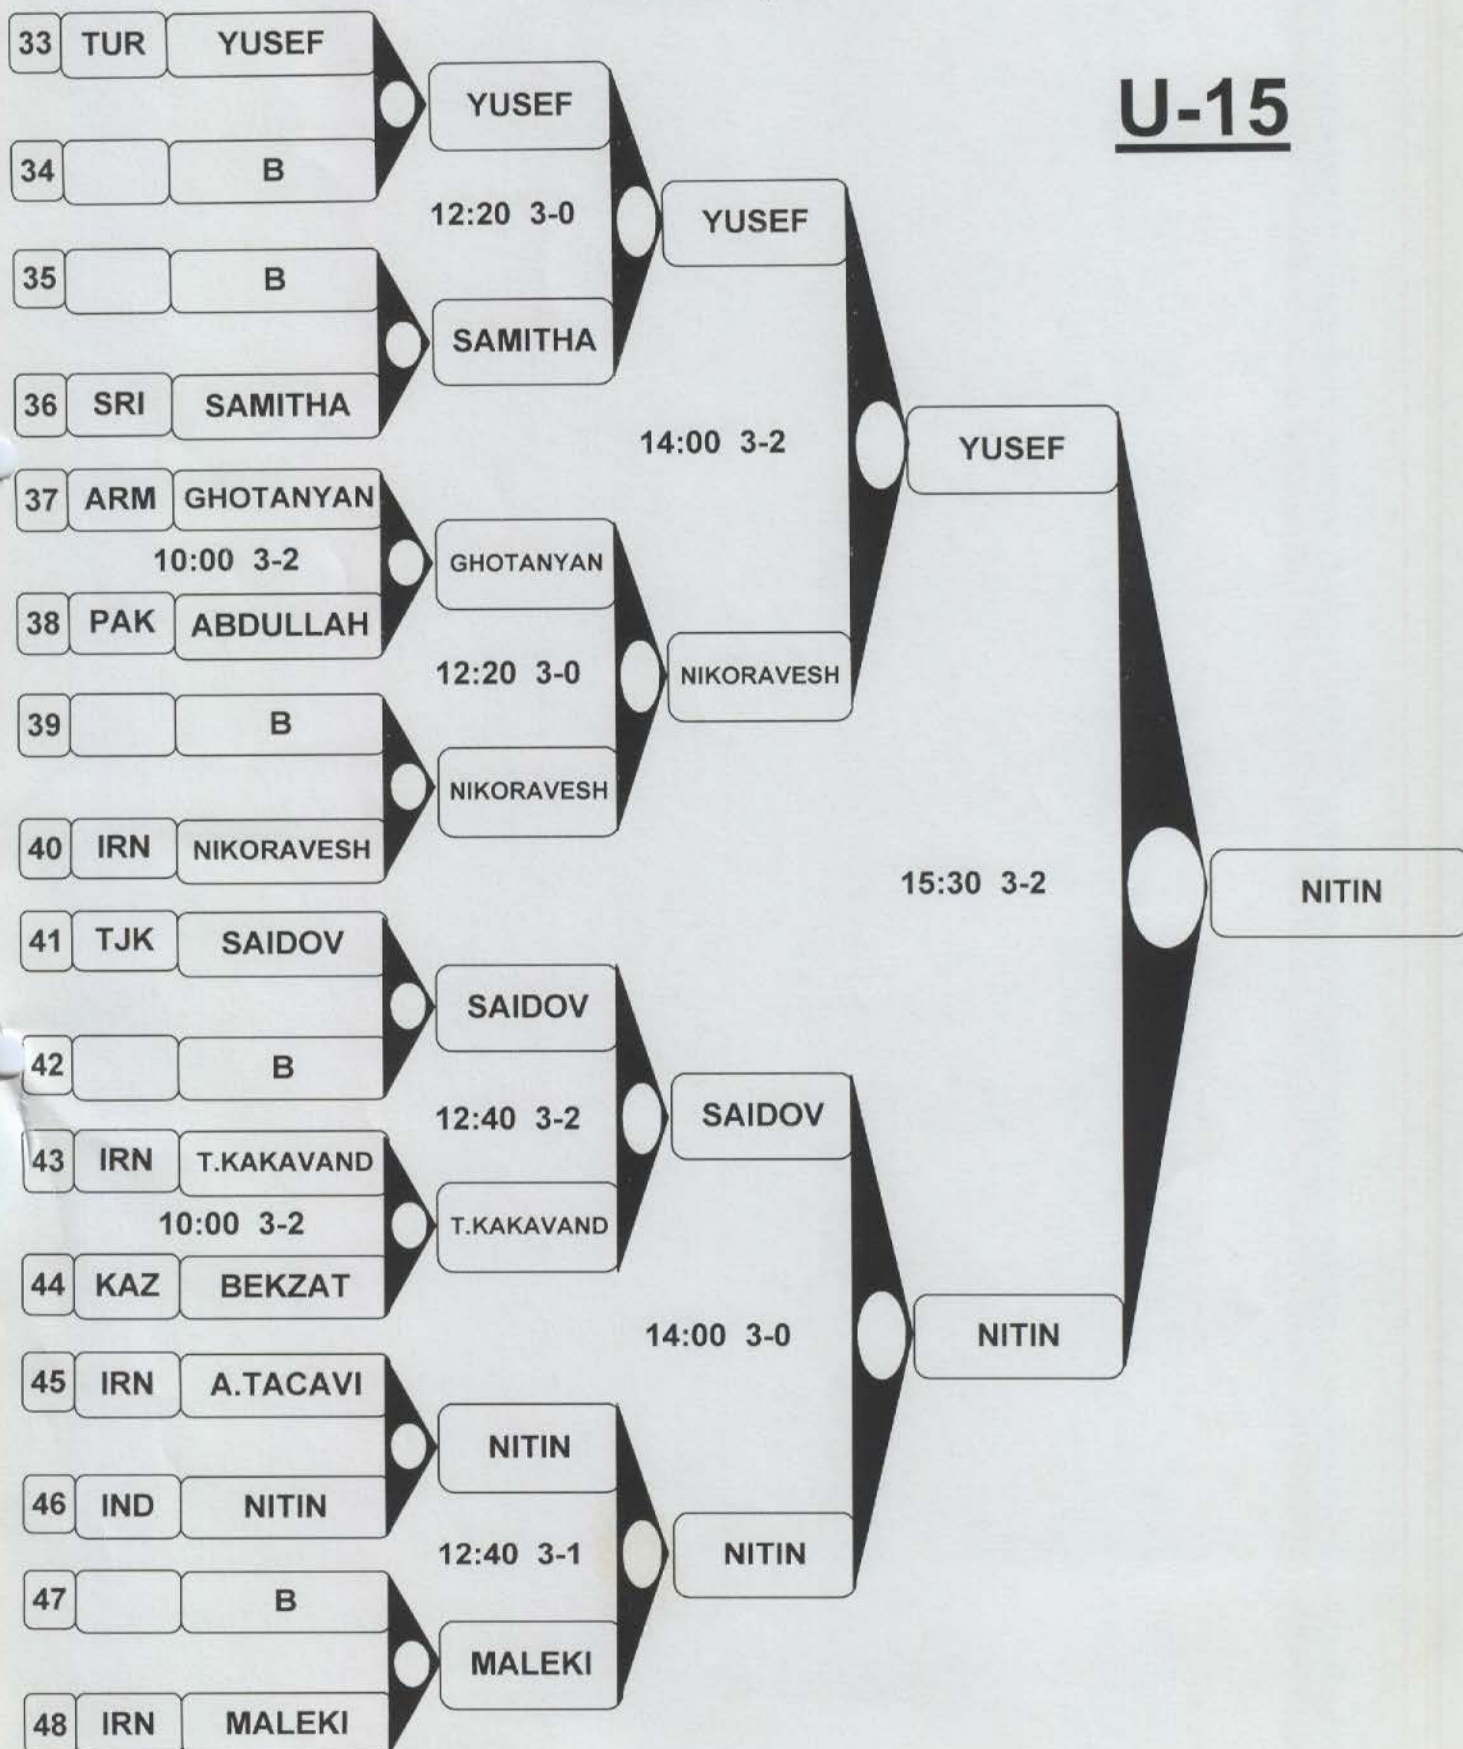 U-15
33 TUR YUSEF
YUSEF
34 B
12:20 3-0
YUSEF
35 B
SAMITHA
36 SRI SAMITHA
14:00 3-2
YUSEF
37 ARM GHOTANYAN
10:00 3-2
GHOTANYAN
38 PAK ABDULLAH
12:20 3-0
NIKORAVESH
39 B
NIKORAVESH
40 IRN NIKORAVESH
15:30 3-2
NITIN
41 TJK SAIDOV
SAIDOV
42 B
12:40 3-2
SAIDOV
43 IRN T.KAKAVAND
10:00 3-2
T.KAKAVAND
44 KAZ BEKZAT
14:00 3-0
NITIN
45 IRN A.TACAVI
NITIN
46 IND NITIN
12:40 3-1
NITIN
47 B
MALEKI
48 IRN MALEKI